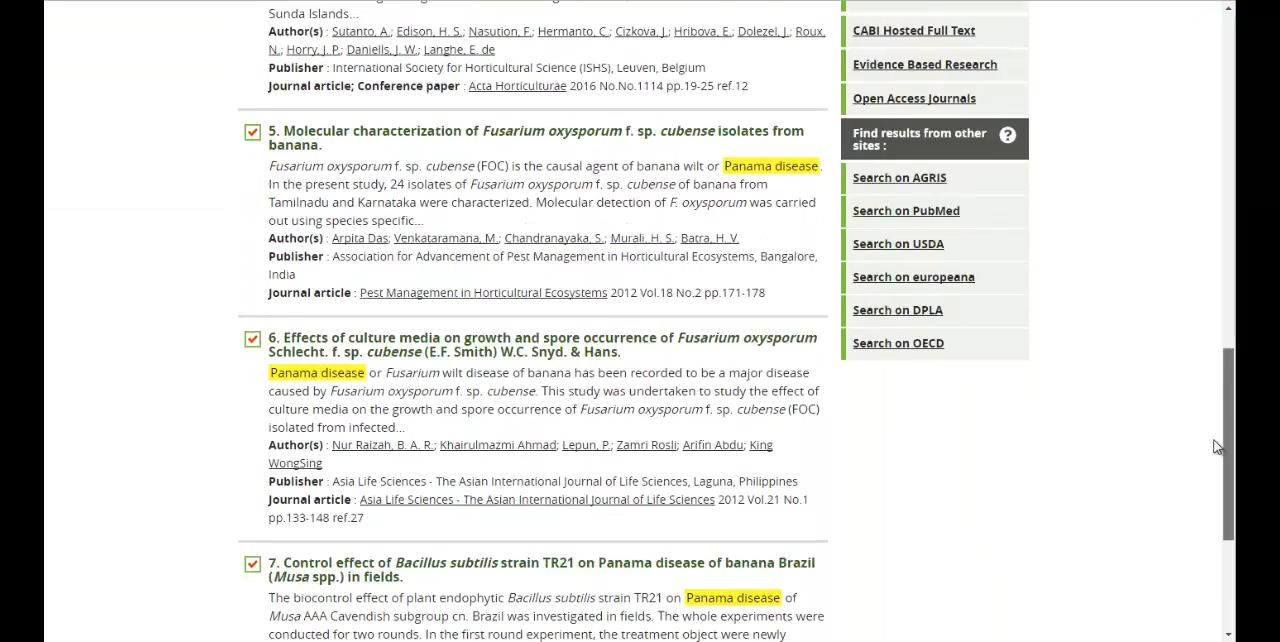 Sunda Islands...
Author(s) : Sutanto, A.; Edison, H. S.; Nasution, F.; Hermanto, C.; Cizkova, J.; Hribova, E.; Dolezel, J.; Roux,
N.; Horry, J. P.; Daniells, J. W.; Langhe, E. de
Publisher : International Society for Horticultural Science (ISHS), Leuven, Belgium
Journal article; Conference paper : Acta Horticulturae 2016 No.No.1114 pp.19-25 ref.12
5. Molecular characterization of Fusarium oxysporum f. sp. cubense isolates from
banana.
Fusarium oxysporum f. sp. cubense (FOC) is the causal agent of banana wilt or Panama disease.
In the present study, 24 isolates of Fusarium oxysporum f. sp. cubense of banana from
Tamilnadu and Karnataka were characterized. Molecular detection of F. oxysporum was carried
out using species specific...
Author(s) : Arpita Das; Venkataramana, M.; Chandranayaka, S.; Murali, H. S.; Batra, H. V.
Publisher : Association for Advancement of Pest Management in Horticultural Ecosystems, Bangalore,
India
Journal article : Pest Management in Horticultural Ecosystems 2012 Vol.18 No.2 pp.171-178
6. Effects of culture media on growth and spore occurrence of Fusarium oxysporum
Schlecht. f. sp. cubense (E.F. Smith) W.C. Snyd. & Hans.
Panama disease or Fusarium wilt disease of banana has been recorded to be a major disease
caused by Fusarium oxysporum f. sp. cubense. This study was undertaken to study the effect of
culture media on the growth and spore occurrence of Fusarium oxysporum f. sp. cubense (FOC)
isolated from infected...
Author(s) : Nur Raizah, B. A. R.; Khairulmazmi Ahmad; Lepun, P.; Zamri Rosli; Arifin Abdu; King
WongSing
Publisher : Asia Life Sciences - The Asian International Journal of Life Sciences, Laguna, Philippines
Journal article : Asia Life Sciences - The Asian International Journal of Life Sciences 2012 Vol.21 No.1
pp.133-148 ref.27
7. Control effect of Bacillus subtilis strain TR21 on Panama disease of banana Brazil
(Musa spp.) in fields.
The biocontrol effect of plant endophytic Bacillus subtilis strain TR21 on Panama disease of
Musa AAA Cavendish subgroup cn. Brazil was investigated in fields. The whole experiments were
conducted for two rounds. In the first round experiment, the treatment object were newly
CABI Hosted Full Text
Evidence Based Research
Open Access Journals
Find results from other
sites :
?
Search on AGRIS
Search on PubMed
Search on USDA
Search on europeana
Search on DPLA
Search on OECD